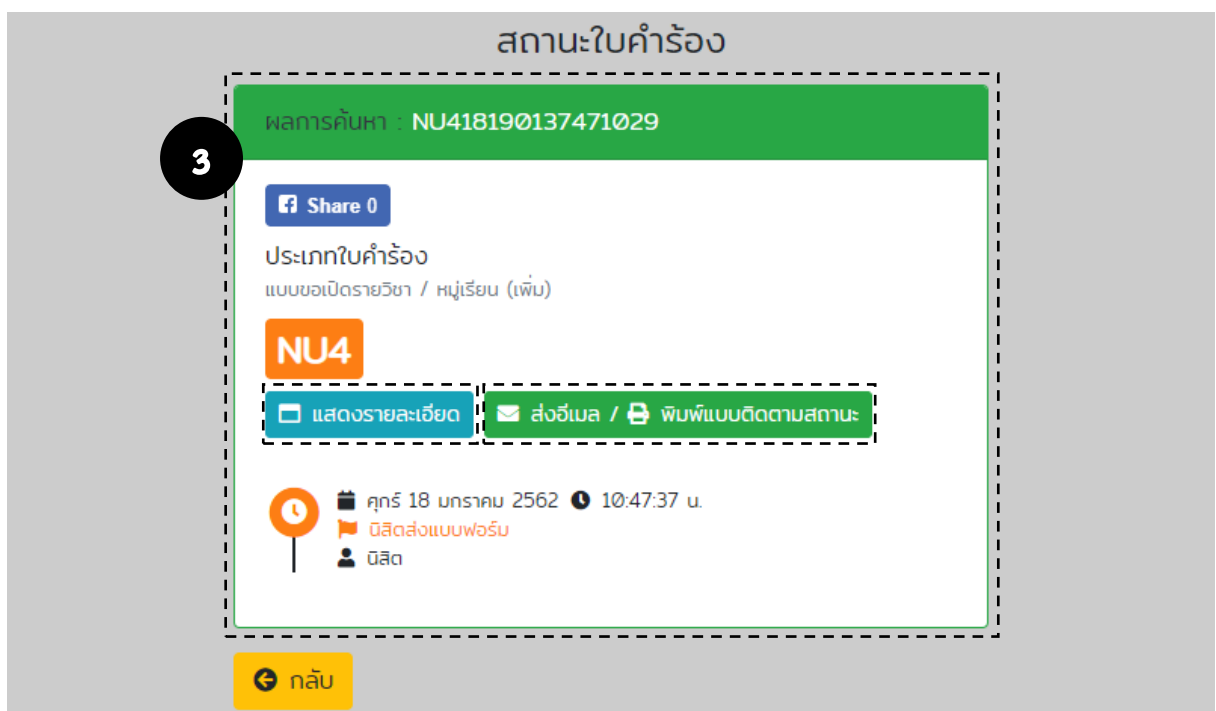 สถานะใบคำร้อง
ผลการค้นหา : NU418190137471029
3
Share 0
ประเภทใบคำร้อง
แบบขอเปิดรายวิชา / หมู่เรียน (เพิ่ม)
NU4
แสดงรายละเอียด ส่งอีเมล / พิมพ์แบบติดตามสถานะ
ศุกร์ 18 มกราคม 2562 10:47:37 น.
นิสิตส่งแบบฟอร์ม
นิสิต
กลับ